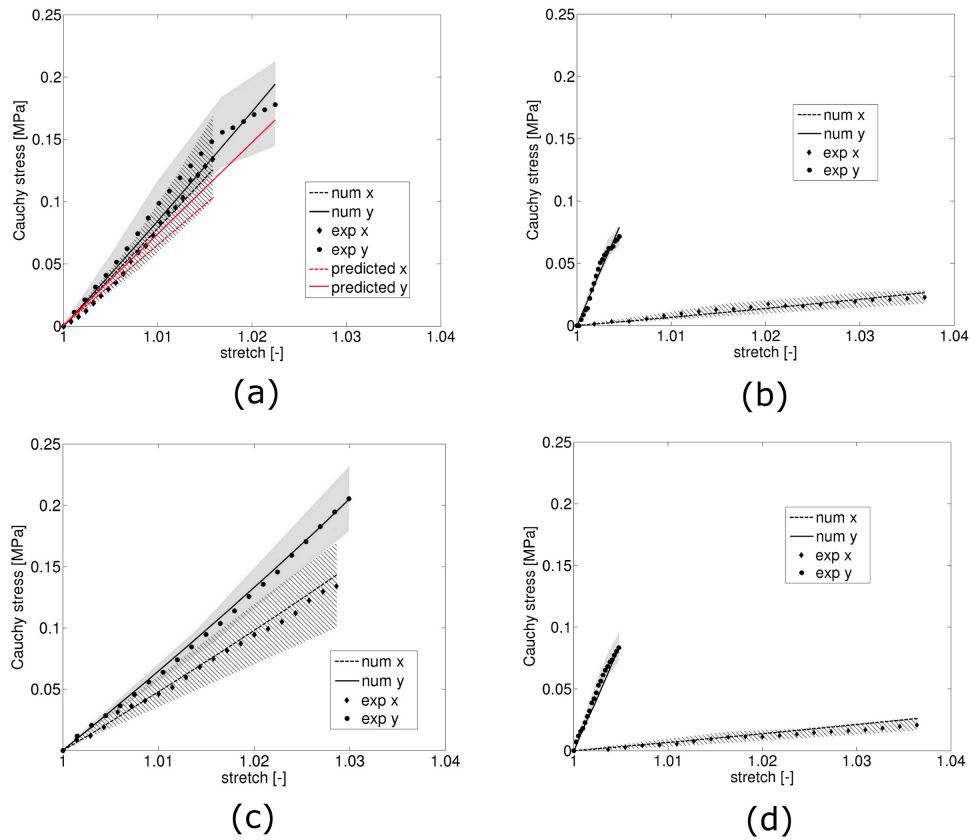 0.25
0.2
0.15
0.1
0.05
0
1
1.01
1.02
1.03
1.04
Cauchy stress [MPa]
stretch [-]
num x
num y
exp x
exp y
predicted x
predicted y
(a)
0.25
0.2
0.15
0.1
0.05
0
1
1.01
1.02
1.03
1.04
Cauchy stress [MPa]
stretch [-]
num x
num y
exp x
exp y
(b)
0.25
0.2
0.15
0.1
0.05
0
1
1.01
1.02
1.03
1.04
Cauchy stress [MPa]
stretch [-]
num x
num y
exp x
exp y
(c)
0.25
0.2
0.15
0.1
0.05
0
1
1.01
1.02
1.03
1.04
Cauchy stress [MPa]
stretch [-]
num x
num y
exp x
exp y
(d)